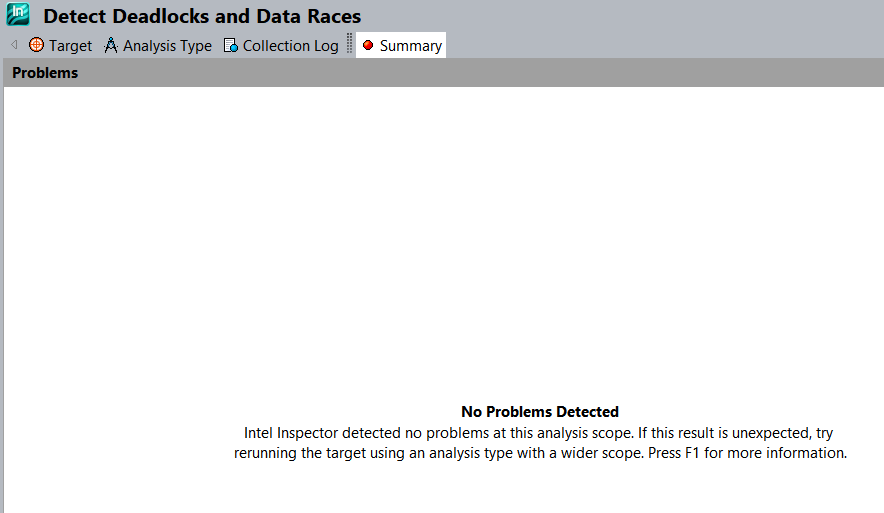 In
Detect Deadlocks and Data Races
Target Analysis Type Collection Log Summary
Problems
No Problems Detected
Intel Inspector detected no problems at this analysis scope. If this result is unexpected, try
rerunning the target using an analysis type with a wider scope. Press F1 for more information.